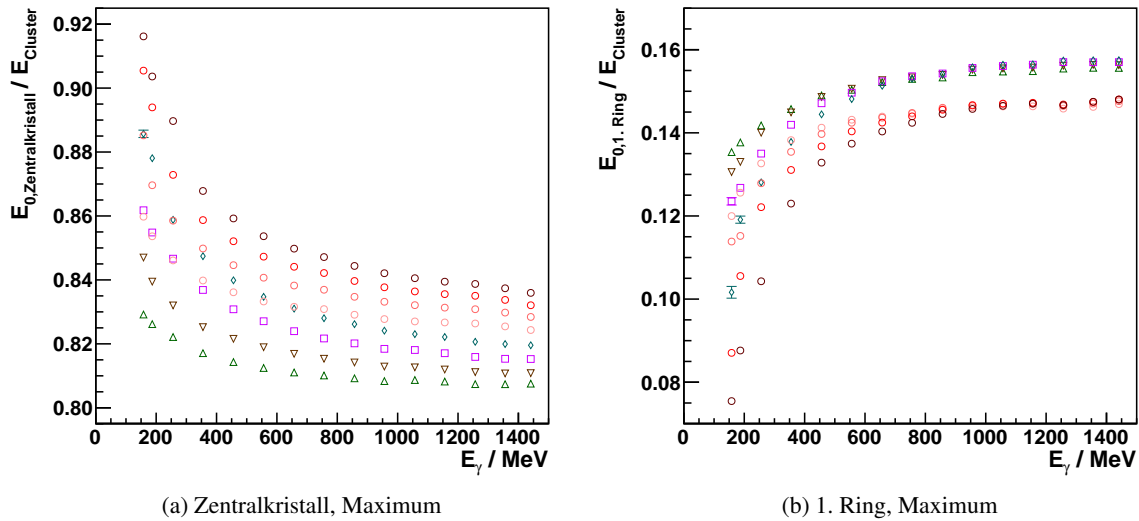 E0,Zentralkristall / ECluster
0.92
0.90
0.88
0.86
0.84
0.82
0.80
0 200 400 600 800 1000 1200 1400
Eγ / MeV
(a) Zentralkristall, Maximum
E0,1. Ring / ECluster
0.16
0.14
0.12
0.10
0.08
0 200 400 600 800 1000 1200 1400
Eγ / MeV
(b) 1. Ring, Maximum